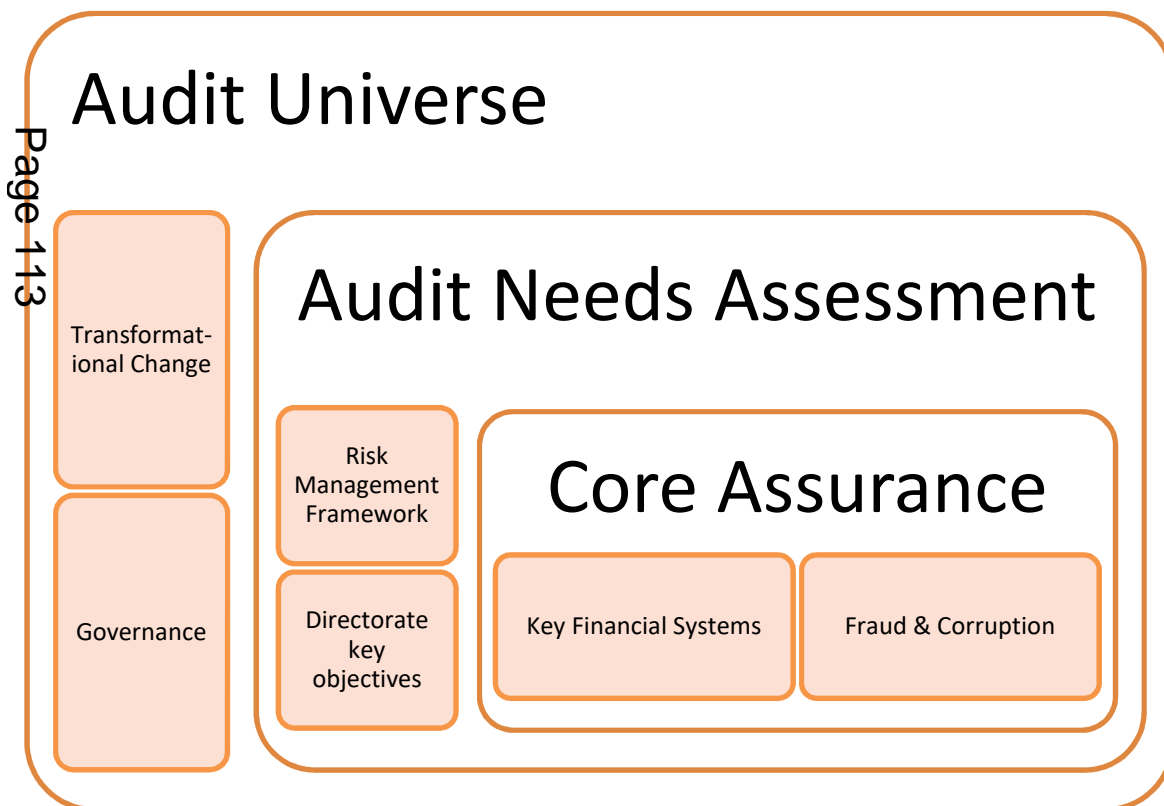 Audit Universe
Page 113
Transformat-
ional Change
Governance
Audit Needs Assessment
Risk
Management
Framework
Directorate
key
objectives
Core Assurance
Key Financial Systems
Fraud & Corruption